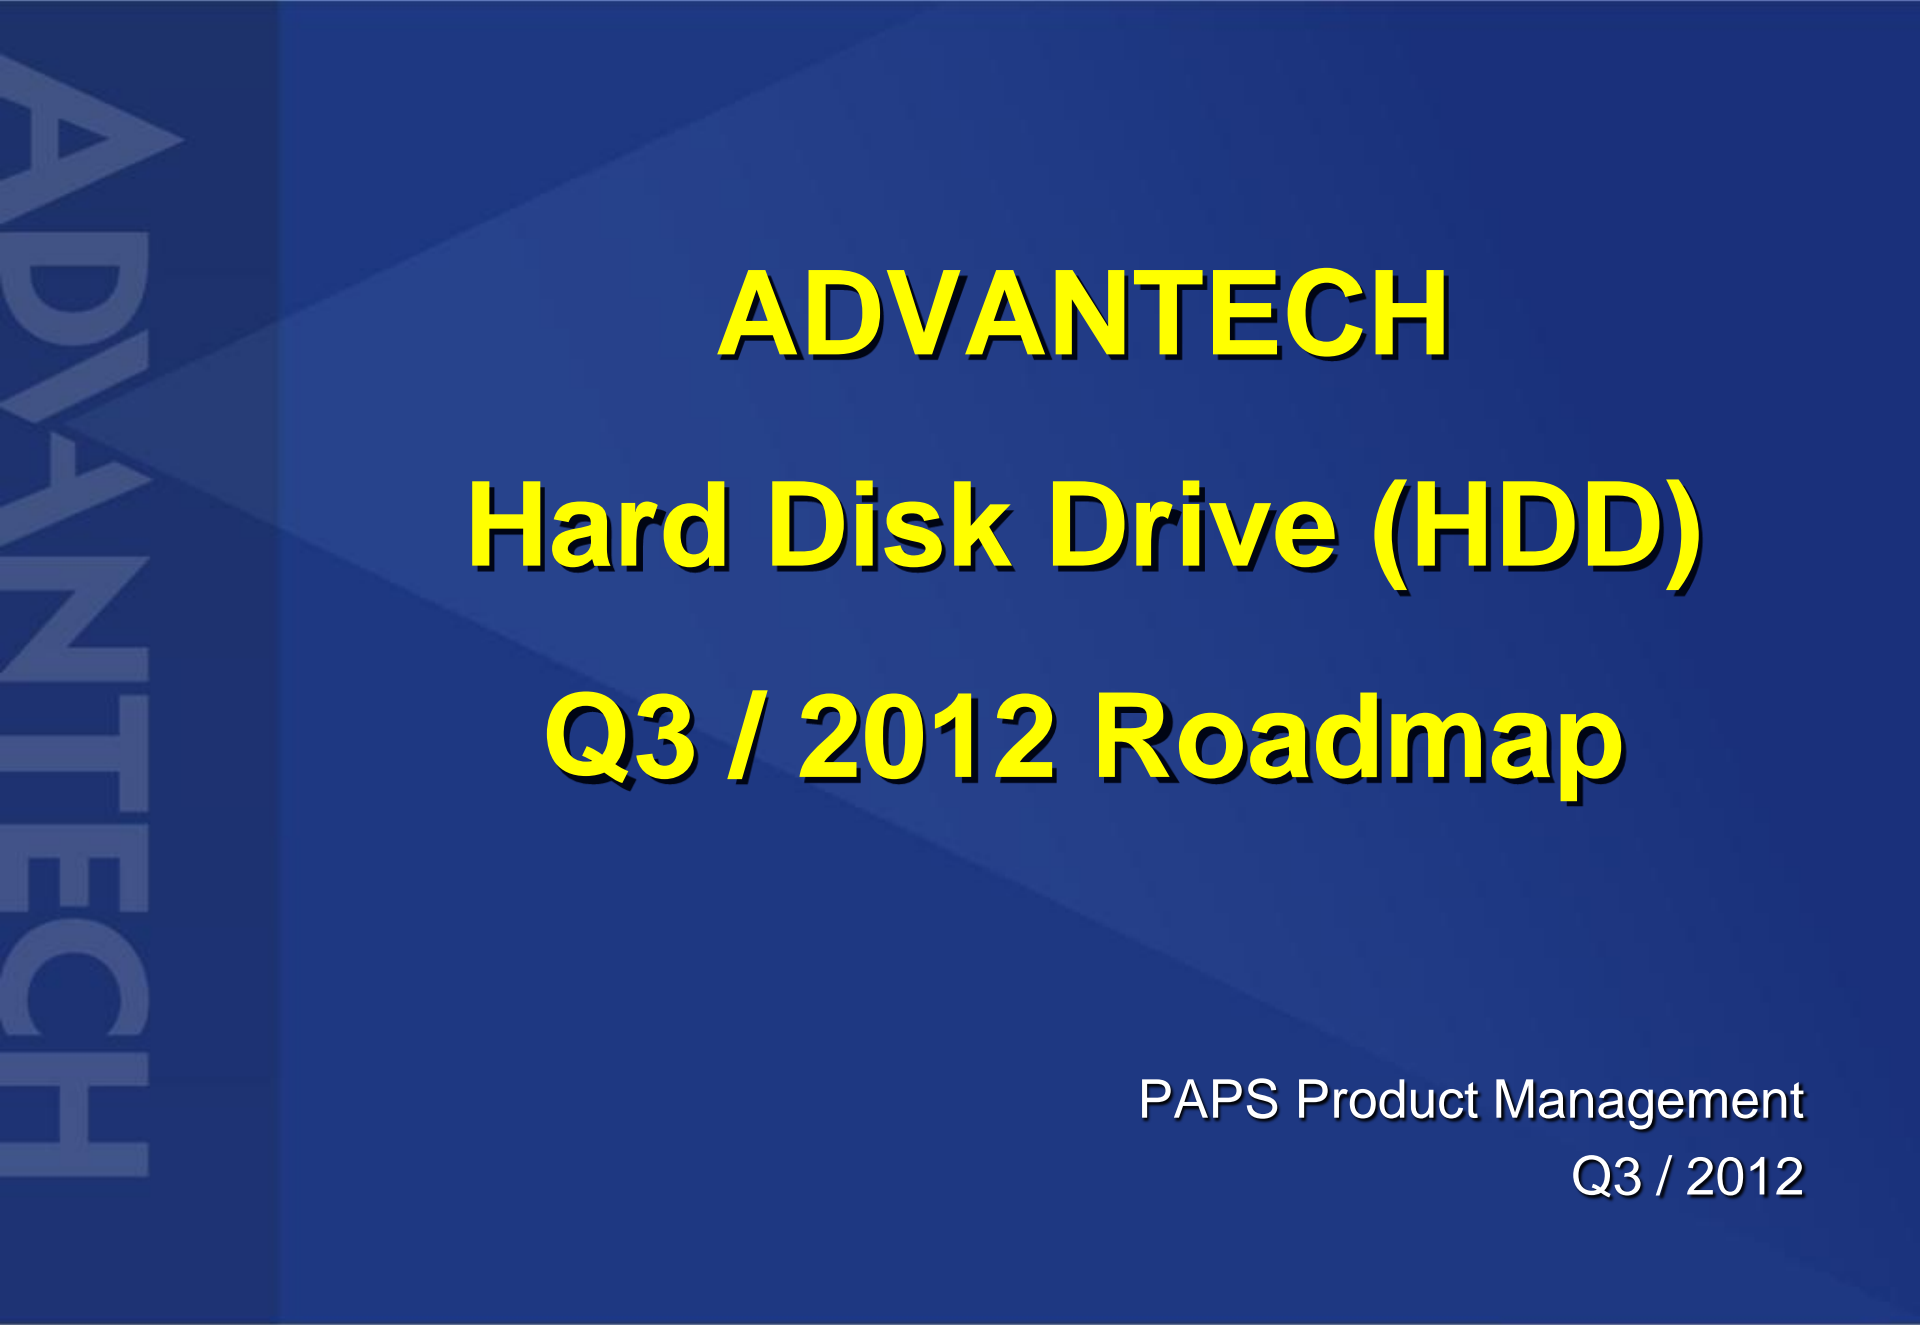 ADVANTECH
ADVANTECH
Hard Disk Drive (HDD)
Q3 / 2012 Roadmap
PAPS Product Management
Q3 / 2012